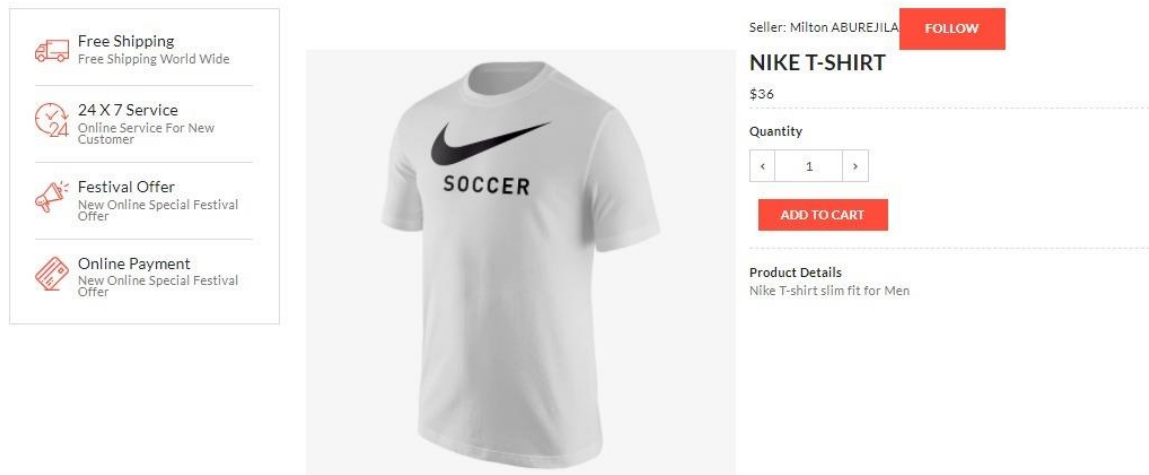 Free Shipping
Free Shipping World Wide
24 X 7 Service
24
Online Service For New
Customer
Festival Offer
New Online Special Festival
Offer
Online Payment
New Online Special Festival
Offer
SOCCER
Seller: Milton ABUREJILA
FOLLOW
NIKE T-SHIRT
$36
Quantity
‹ 1 ›
ADD TO CART
Product Details
Nike T-shirt slim fit for Men